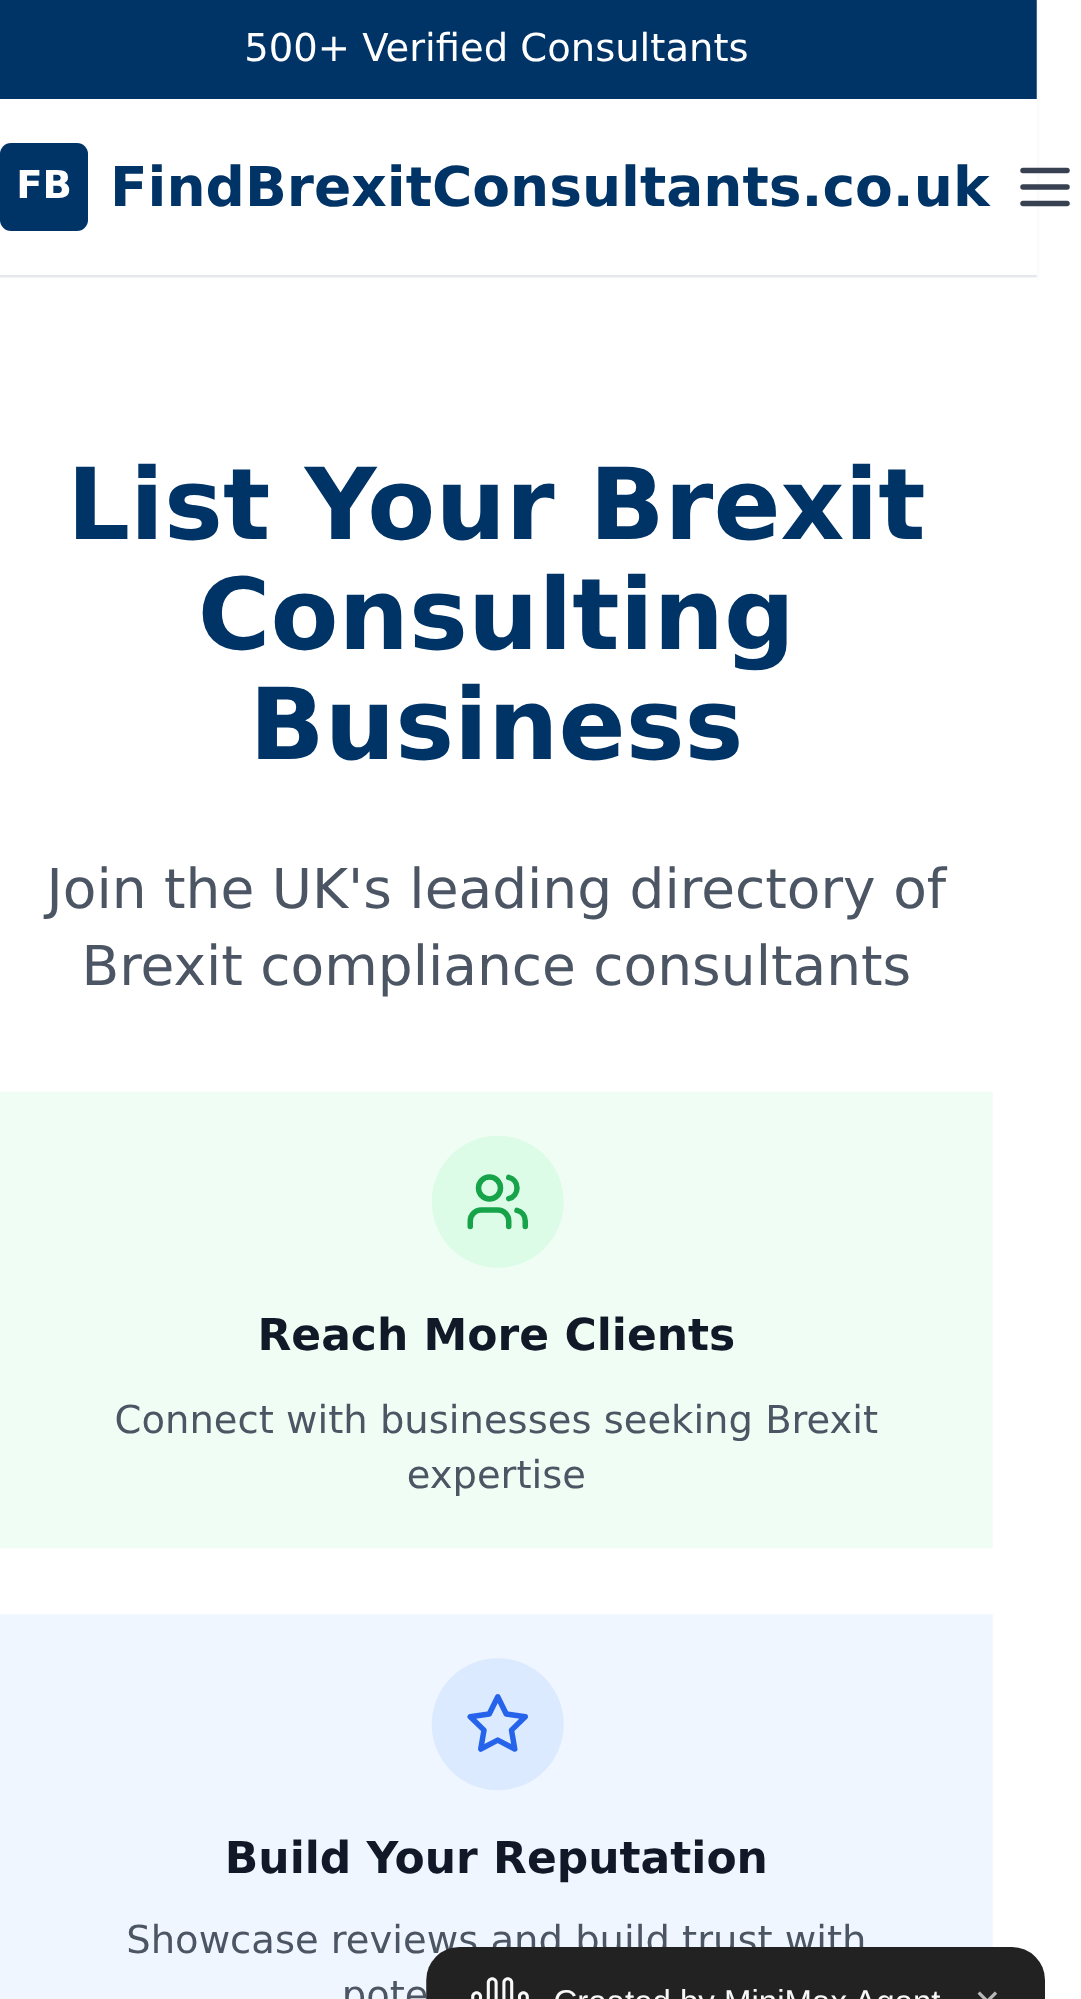 500+ Verified Consultants
FB FindBrexitConsultants.co.uk
List Your Brexit
Consulting
Business
Join the UK's leading directory of
Brexit compliance consultants
Reach More Clients
Connect with businesses seeking Brexit
expertise
Build Your Reputation
Showcase reviews and build trust with
Created by MiniMax Agent